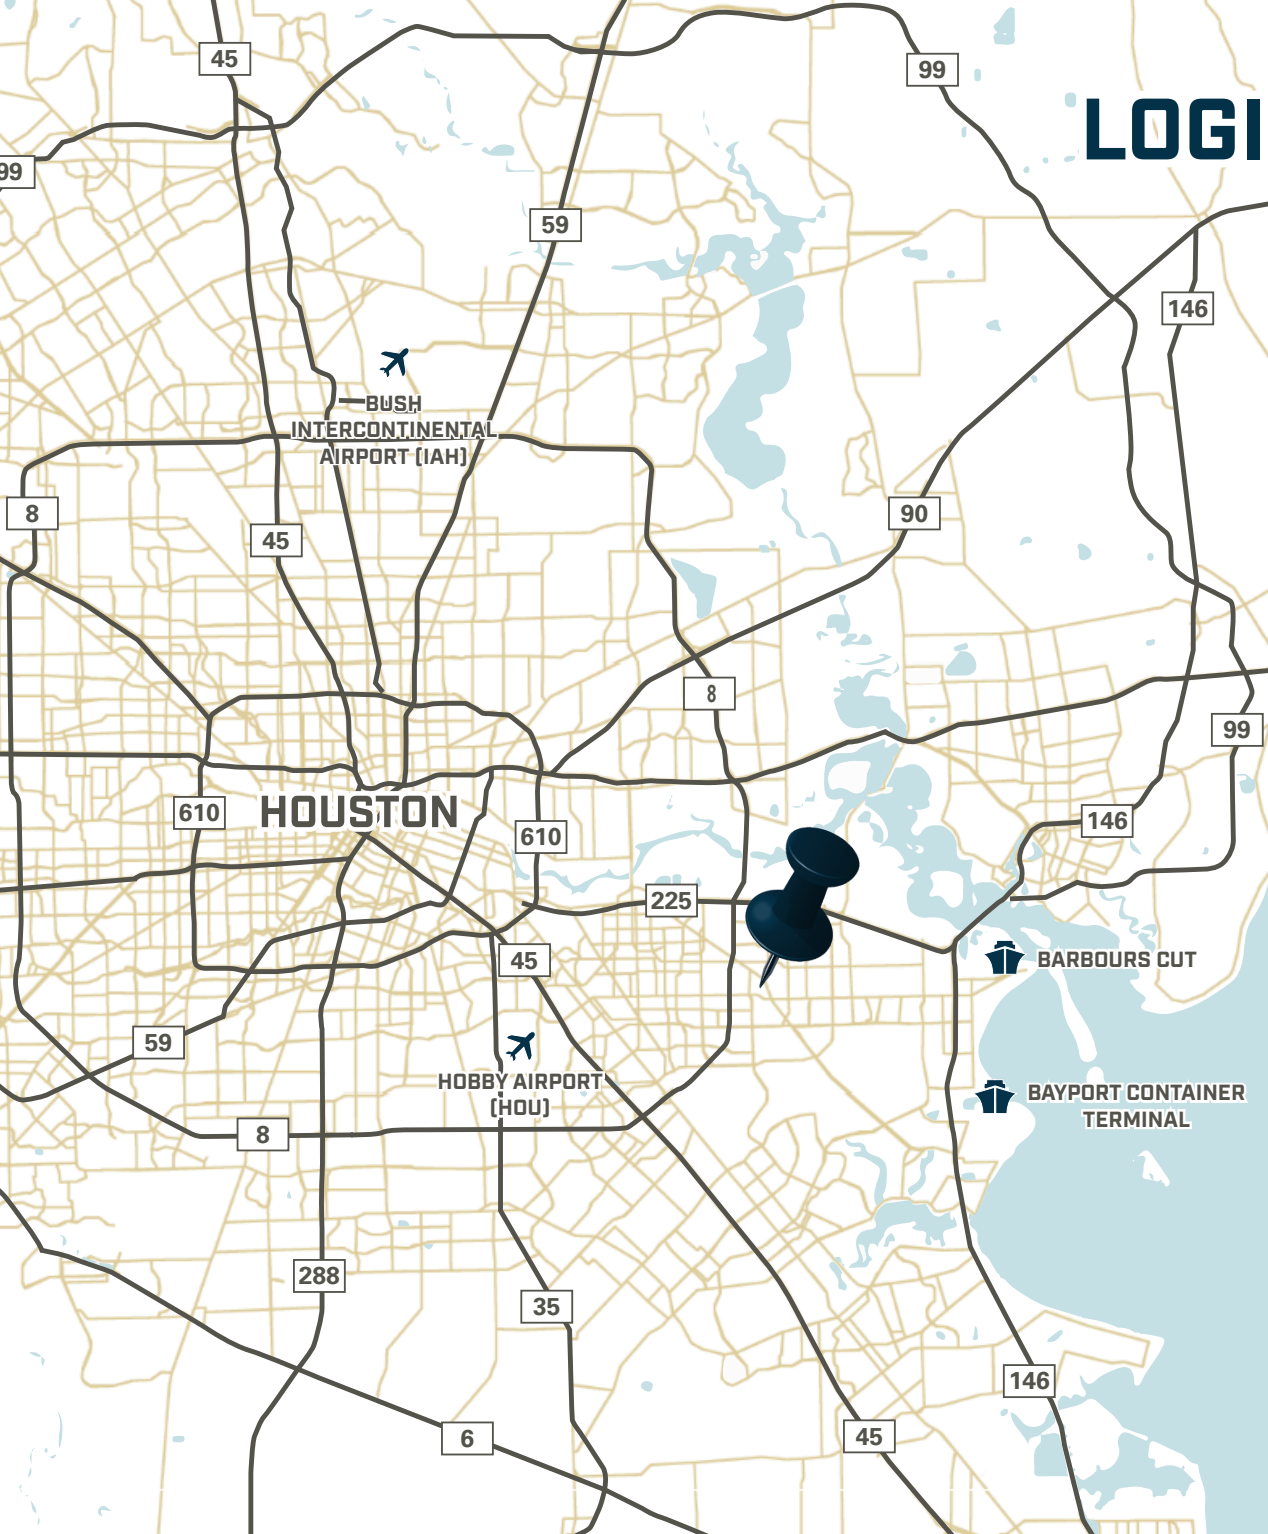 45
99
LOGI
99
59
146
BUSH
INTERCONTINENTAL
AIRPORT (IAH)
8
90
45
8
99
610
HOUSTON
146
610
225
45
BARBOURS CUT
59
HOBBY AIRPORT
(HOU)
BAYPORT CONTAINER
TERMINAL
8
288
35
146
45
6